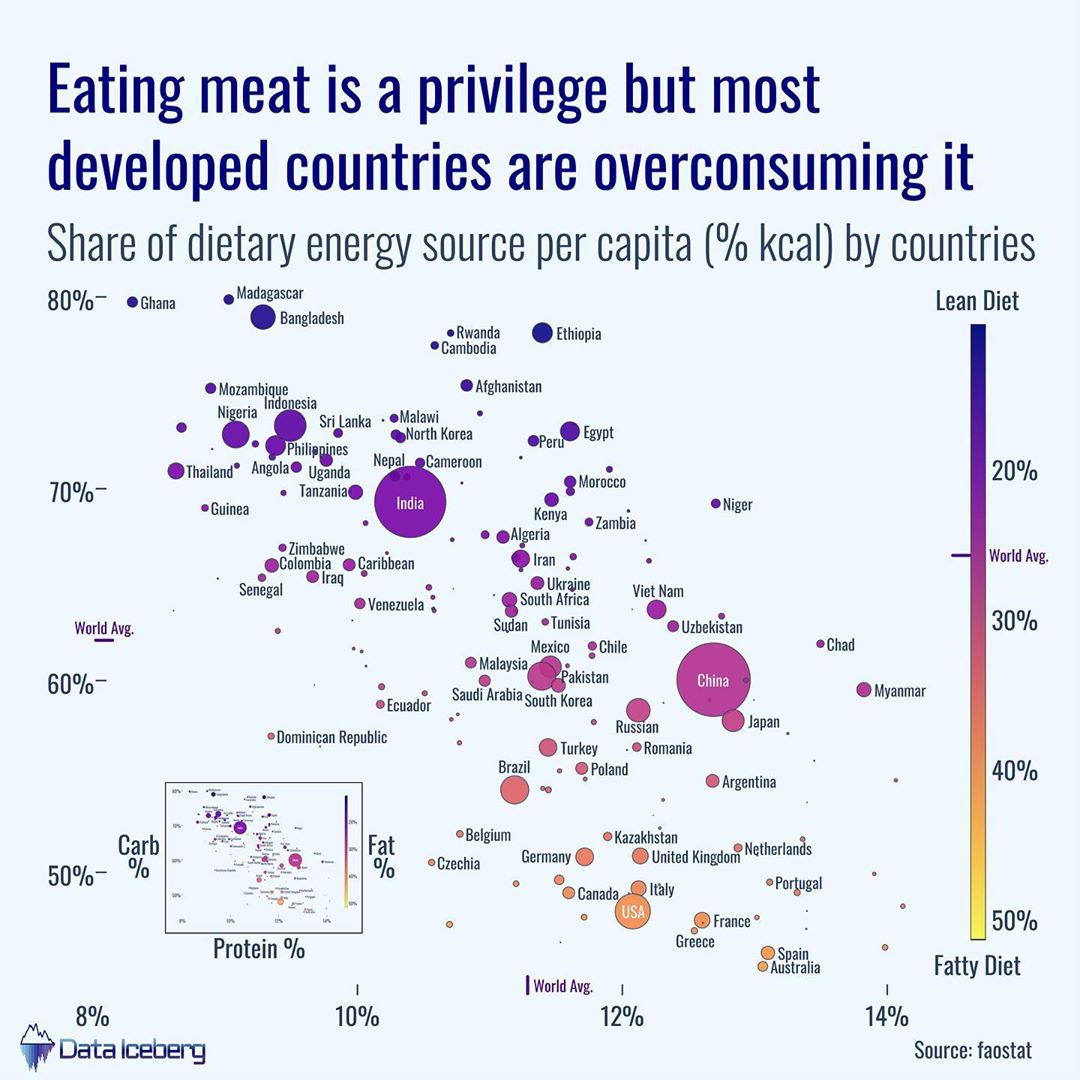 Eating meat is a privilege but most
developed countries are overconsuming it
Share of dietary energy source per capita (% kcal) by countries
80%
Ghana
Madagascar
Bangladesh
Rwanda
Cambodia
Ethiopia
Lean Diet
Mozambique
Indonesia
Nigeria
Afghanistan
Sri Lanka
Malawi
North Korea
Peru
Egypt
Philippines
Thailand
Angola
Uganda
Nepal
Cameroon
20%
70%
Tanzania
India
Morocco
Kenya
Niger
Guinea
Zambia
Algeria
Zimbabwe
Colombia
Caribbean
Iran
World Avg.
Senegal
Iraq
Ukraine
Viet Nam
Venezuela
South Africa
Sudan
Tunisia
Uzbekistan
30%
World Avg.
Mexico
Chile
Chad
Malaysia
Pakistan
China
60%
Saudi Arabia
South Korea
Myanmar
Ecuador
Russian
Japan
Dominican Republic
Turkey
Romania
Brazil
Poland
Argentina
40%
Belgium
Kazakhstan
Netherlands
Czechia
Germany
United Kingdom
50%
Canada
Italy
Portugal
USA
France
Greece
50%
Spain
Australia
Fatty Diet
Carb
%
Fat
%
Protein %
World Avg.
8%
10%
12%
14%
Data Iceberg
Source: faostat